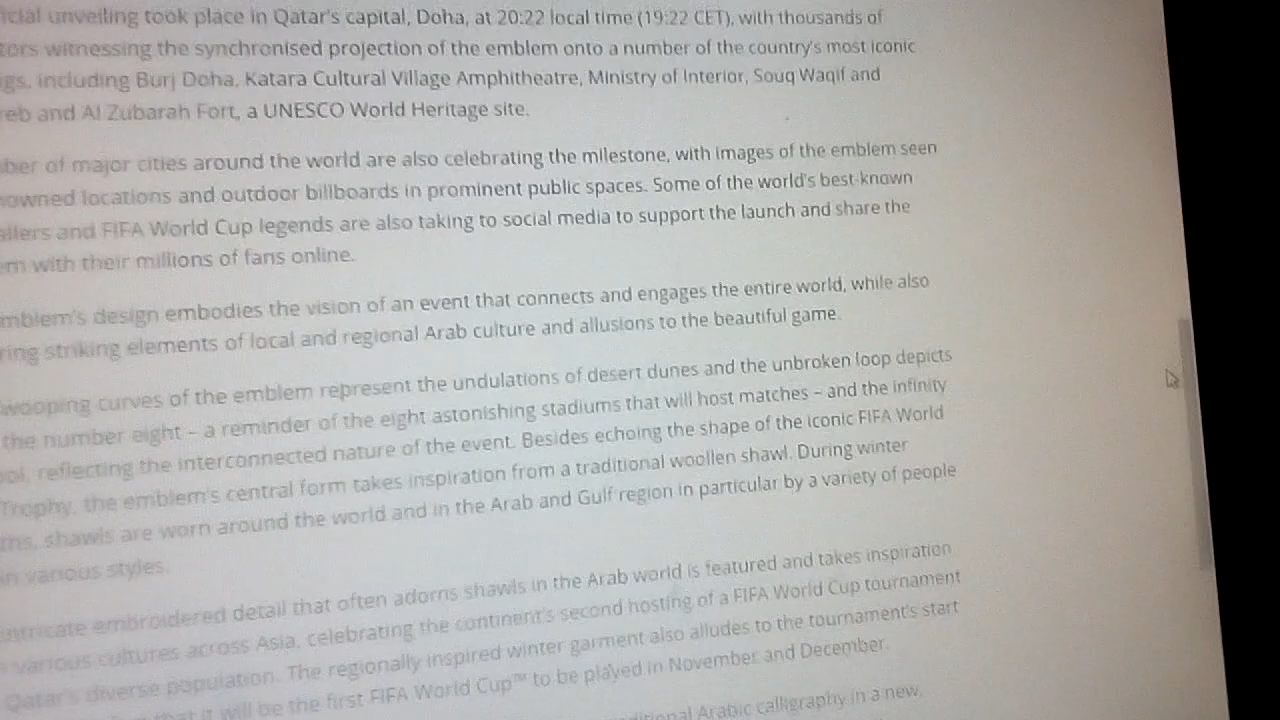 unveiling took place in Qatar's capital, Doha, at 20:22 local time (19:22 CET), with thousands of
witnessing the synchronised projection of the emblem onto a number of the country's most iconic
including Burj Doha, Katara Cultural Village Amphitheatre, Ministry of Interior, Souq Waqif and
and Al Zubarah Fort, a UNESCO World Heritage site.
of major cities around the world are also celebrating the milestone, with images of the emblem seen
locations and outdoor billboards in prominent public spaces. Some of the world's best-known
and FIFA World Cup legends are also taking to social media to support the launch and share the
with their millions of fans online.
design embodies the vision of an event that connects and engages the entire world, while also
striking elements of local and regional Arab culture and allusions to the beautiful game.
curves of the emblem represent the undulations of desert dunes and the unbroken loop depicts
the number eight – a reminder of the eight astonishing stadiums that will host matches – and the infinity
reflecting the interconnected nature of the event. Besides echoing the shape of the iconic FIFA World
Trophy, the emblem's central form takes inspiration from a traditional woollen shawl. During winter
shawls are worn around the world and in the Arab and Gulf region in particular by a variety of people
in various styles.
intricate embroidered detail that often adorns shawls in the Arab world is featured and takes inspiration
various cultures across Asia, celebrating the continent's second hosting of a FIFA World Cup tournament
Qatar's diverse population. The regionally inspired winter garment also alludes to the tournament's start
that it will be the first FIFA World Cup™ to be played in November and December.
Arabic calligraphy in a new,